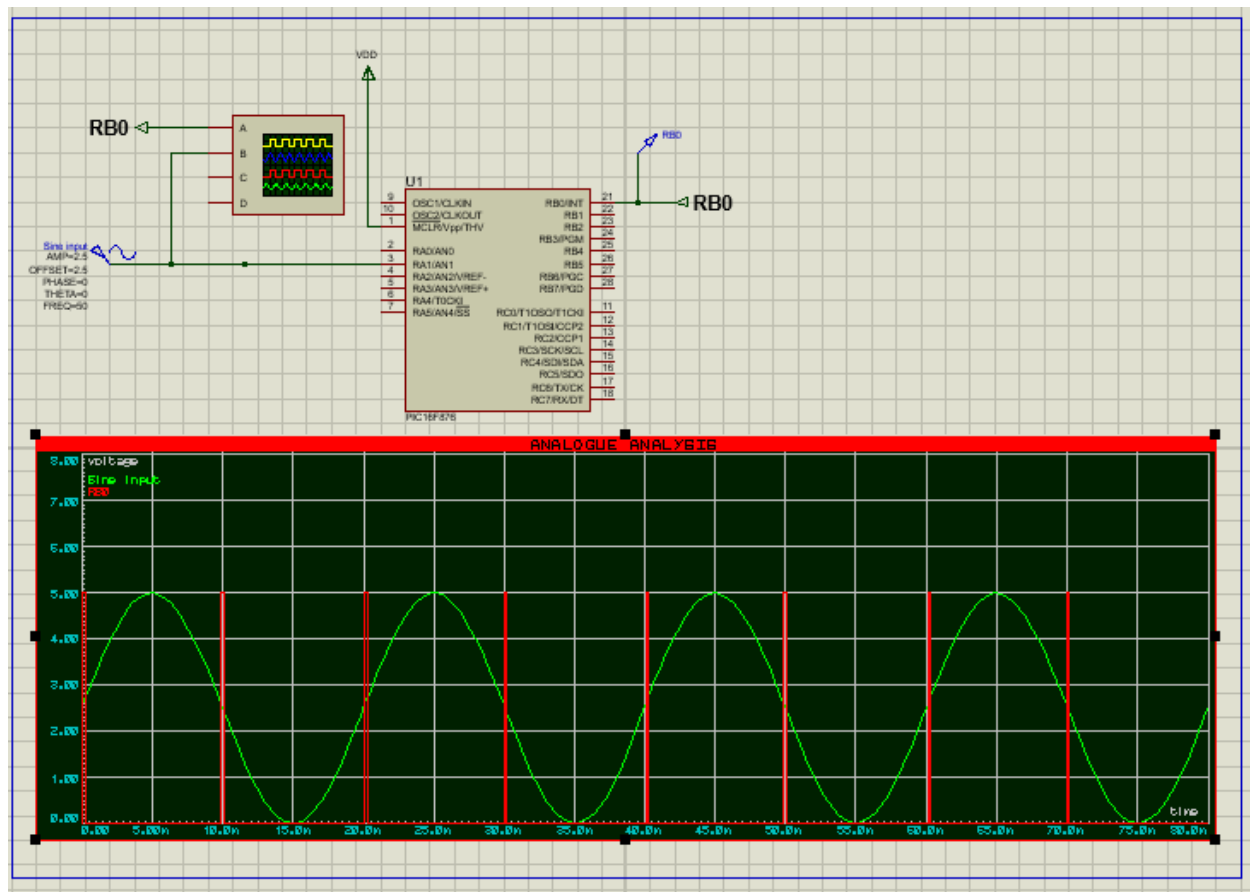 VDD
RB0
A
B
C
D
RB0
RB0
Sine input
AMP=2.5
OFFSET=2.5
PHASE=0
THETA=0
FREQ=50
U1
9 OSC1/CLKIN RB0/INT 21
10 OSC2/CLKOUT RB1 22
1 MCLR/Vpp/THV RB2 23
RB3/PGM 24
2 RA0/AN0 RB4 25
3 RA1/AN1 RB5 26
4 RA2/AN2/VREF- RB6/PGC 27
5 RA3/AN3/VREF+ RB7/PGD 28
6 RA4/T0CKI
7 RA5/AN4/SS RC0/T1OSO/T1CKI 11
RC1/T1OSI/CCP2 12
RC2/CCP1 13
RC3/SCK/SCL 14
RC4/SDI/SDA 15
RC5/SDO 16
RC6/TX/CK 17
RC7/RX/DT 18
PIC16F876
ANALOGUE ANALYSIS
voltage
Sine input
RB0
8.00
7.00
6.00
5.00
4.00
3.00
2.00
1.00
0.00
time
0.00 5.00m 10.0m 15.0m 20.0m 25.0m 30.0m 35.0m 40.0m 45.0m 50.0m 55.0m 60.0m 65.0m 70.0m 75.0m 80.0m